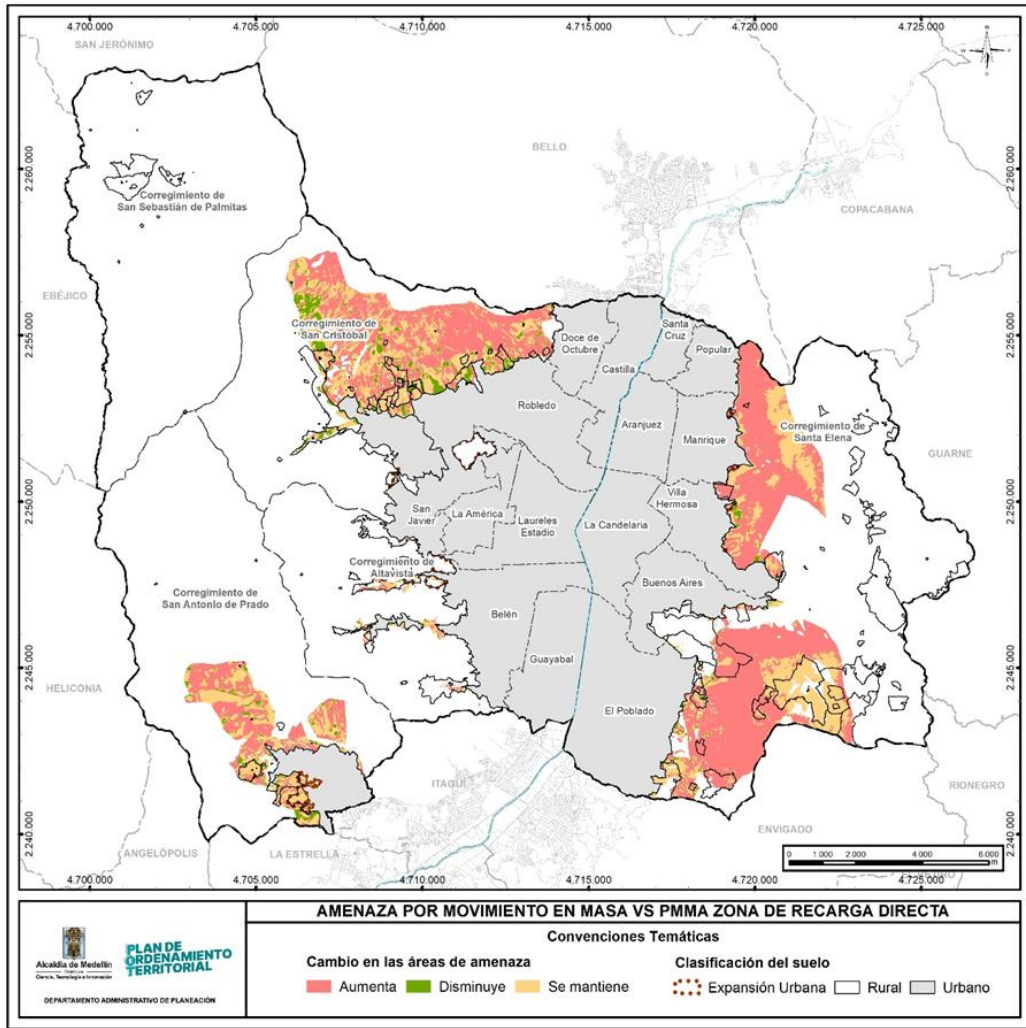 4.700.000
4.705.000
4.710.000
4.715.000
4.720.000
4.725.000
SAN JERÓNIMO
BELLO
2.260.000
2.260.000
Corregimiento de
San Sebastián de Palmitas
COPACABANA
EBÉJICO
Corregimiento de
San Cristóbal
Doce de
Octubre
Santa
Cruz
Popular
2.255.000
2.255.000
Castilla
Robledo
Aranjuez
Manrique
Corregimiento de
Santa Elena
GUARNE
2.250.000
2.250.000
San
Javier
La América
Laureles
Estadio
La Candelaria
Villa
Hermosa
Corregimiento de
Altavista
Buenos Aires
Corregimiento de
San Antonio de Prado
Belén
Guayabal
2.245.000
2.245.000
HELICONIA
El Poblado
ITAGUI
RIONEGRO
2.240.000
2.240.000
ANGELÓPOLIS
LA ESTRELLA
ENVIGADO
0 1.000 2.000 4.000 6.000
m
4.700.000
4.705.000
4.710.000
4.715.000
4.720.000
4.725.000
AMENAZA POR MOVIMIENTO EN MASA VS PMMA ZONA DE RECARGA DIRECTA
Convenciones Temáticas
Cambio en las áreas de amenaza
Aumenta
Disminuye
Se mantiene
Clasificación del suelo
Expansión Urbana
Rural
Urbano
Alcaldía de Medellín
Ciencia, Tecnología e Innovación
PLAN DE
ORDENAMIENTO
TERRITORIAL
DEPARTAMENTO ADMINISTRATIVO DE PLANEACIÓN